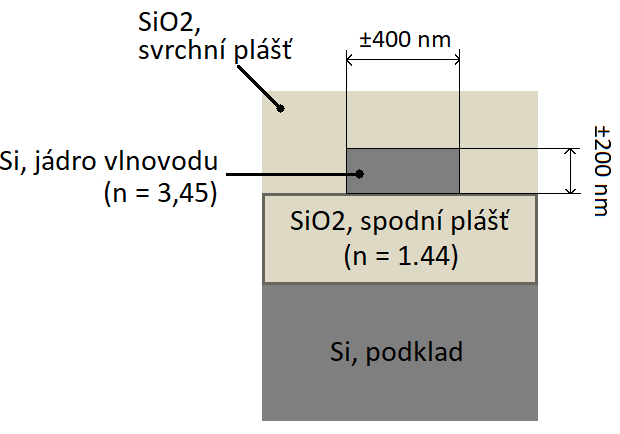 SiO2,
svrchní plášť
±400 nm
±200 nm
Si, jádro vlnovodu
(n = 3,45)
SiO2, spodní plášť
(n = 1.44)
Si, podklad